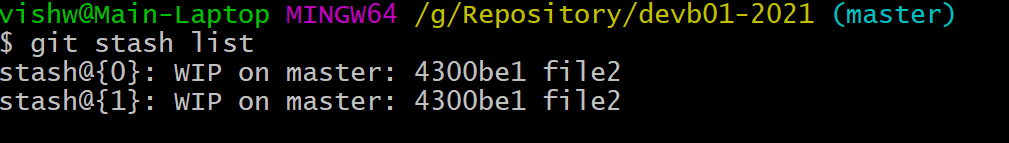 vishw@Main-Laptop MINGW64 /g/Repository/devb01-2021 (master)
$ git stash list
stash@{0}: WIP on master: 4300be1 file2
stash@{1}: WIP on master: 4300be1 file2